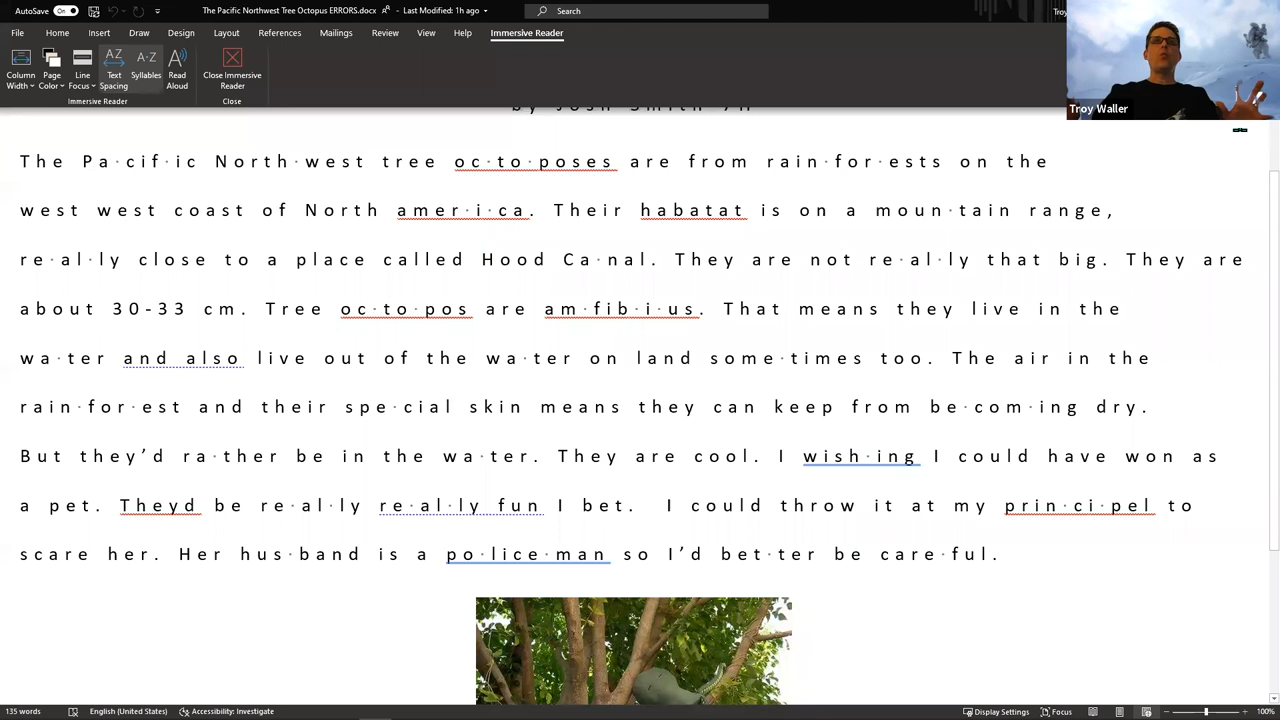 AutoSave On The Pacific Northwest Tree Octopus ERRORS.docx • Last Modified: 1h ago Search Troy
File Home Insert Draw Design Layout References Mailings Review View Help Immersive Reader
Column Width Page Color Line Focus Text Spacing Syllables Read Aloud Close Immersive Reader
Immersive Reader Close
Troy Waller
by Josh Smith 7H
The Pa·cif·ic North·west tree oc·to·poses are from rain·for·ests on the
west west coast of North amer·i·ca. Their habatat is on a moun·tain range,
re·al·ly close to a place called Hood Ca·nal. They are not re·al·ly that big. They are
about 30-33 cm. Tree oc·to·pos are am·fib·i·us. That means they live in the
wa·ter and also live out of the wa·ter on land some·times too. The air in the
rain·for·est and their spe·cial skin means they can keep from be·com·ing dry.
But they’d ra·ther be in the wa·ter. They are cool. I wish·ing I could have won as
a pet. Theyd be re·al·ly re·al·ly fun I bet. I could throw it at my prin·ci·pel to
scare her. Her hus·band is a po·lice·man so I’d bet·ter be care·ful.
135 words English (United States) Accessibility: Investigate Display Settings Focus 100%